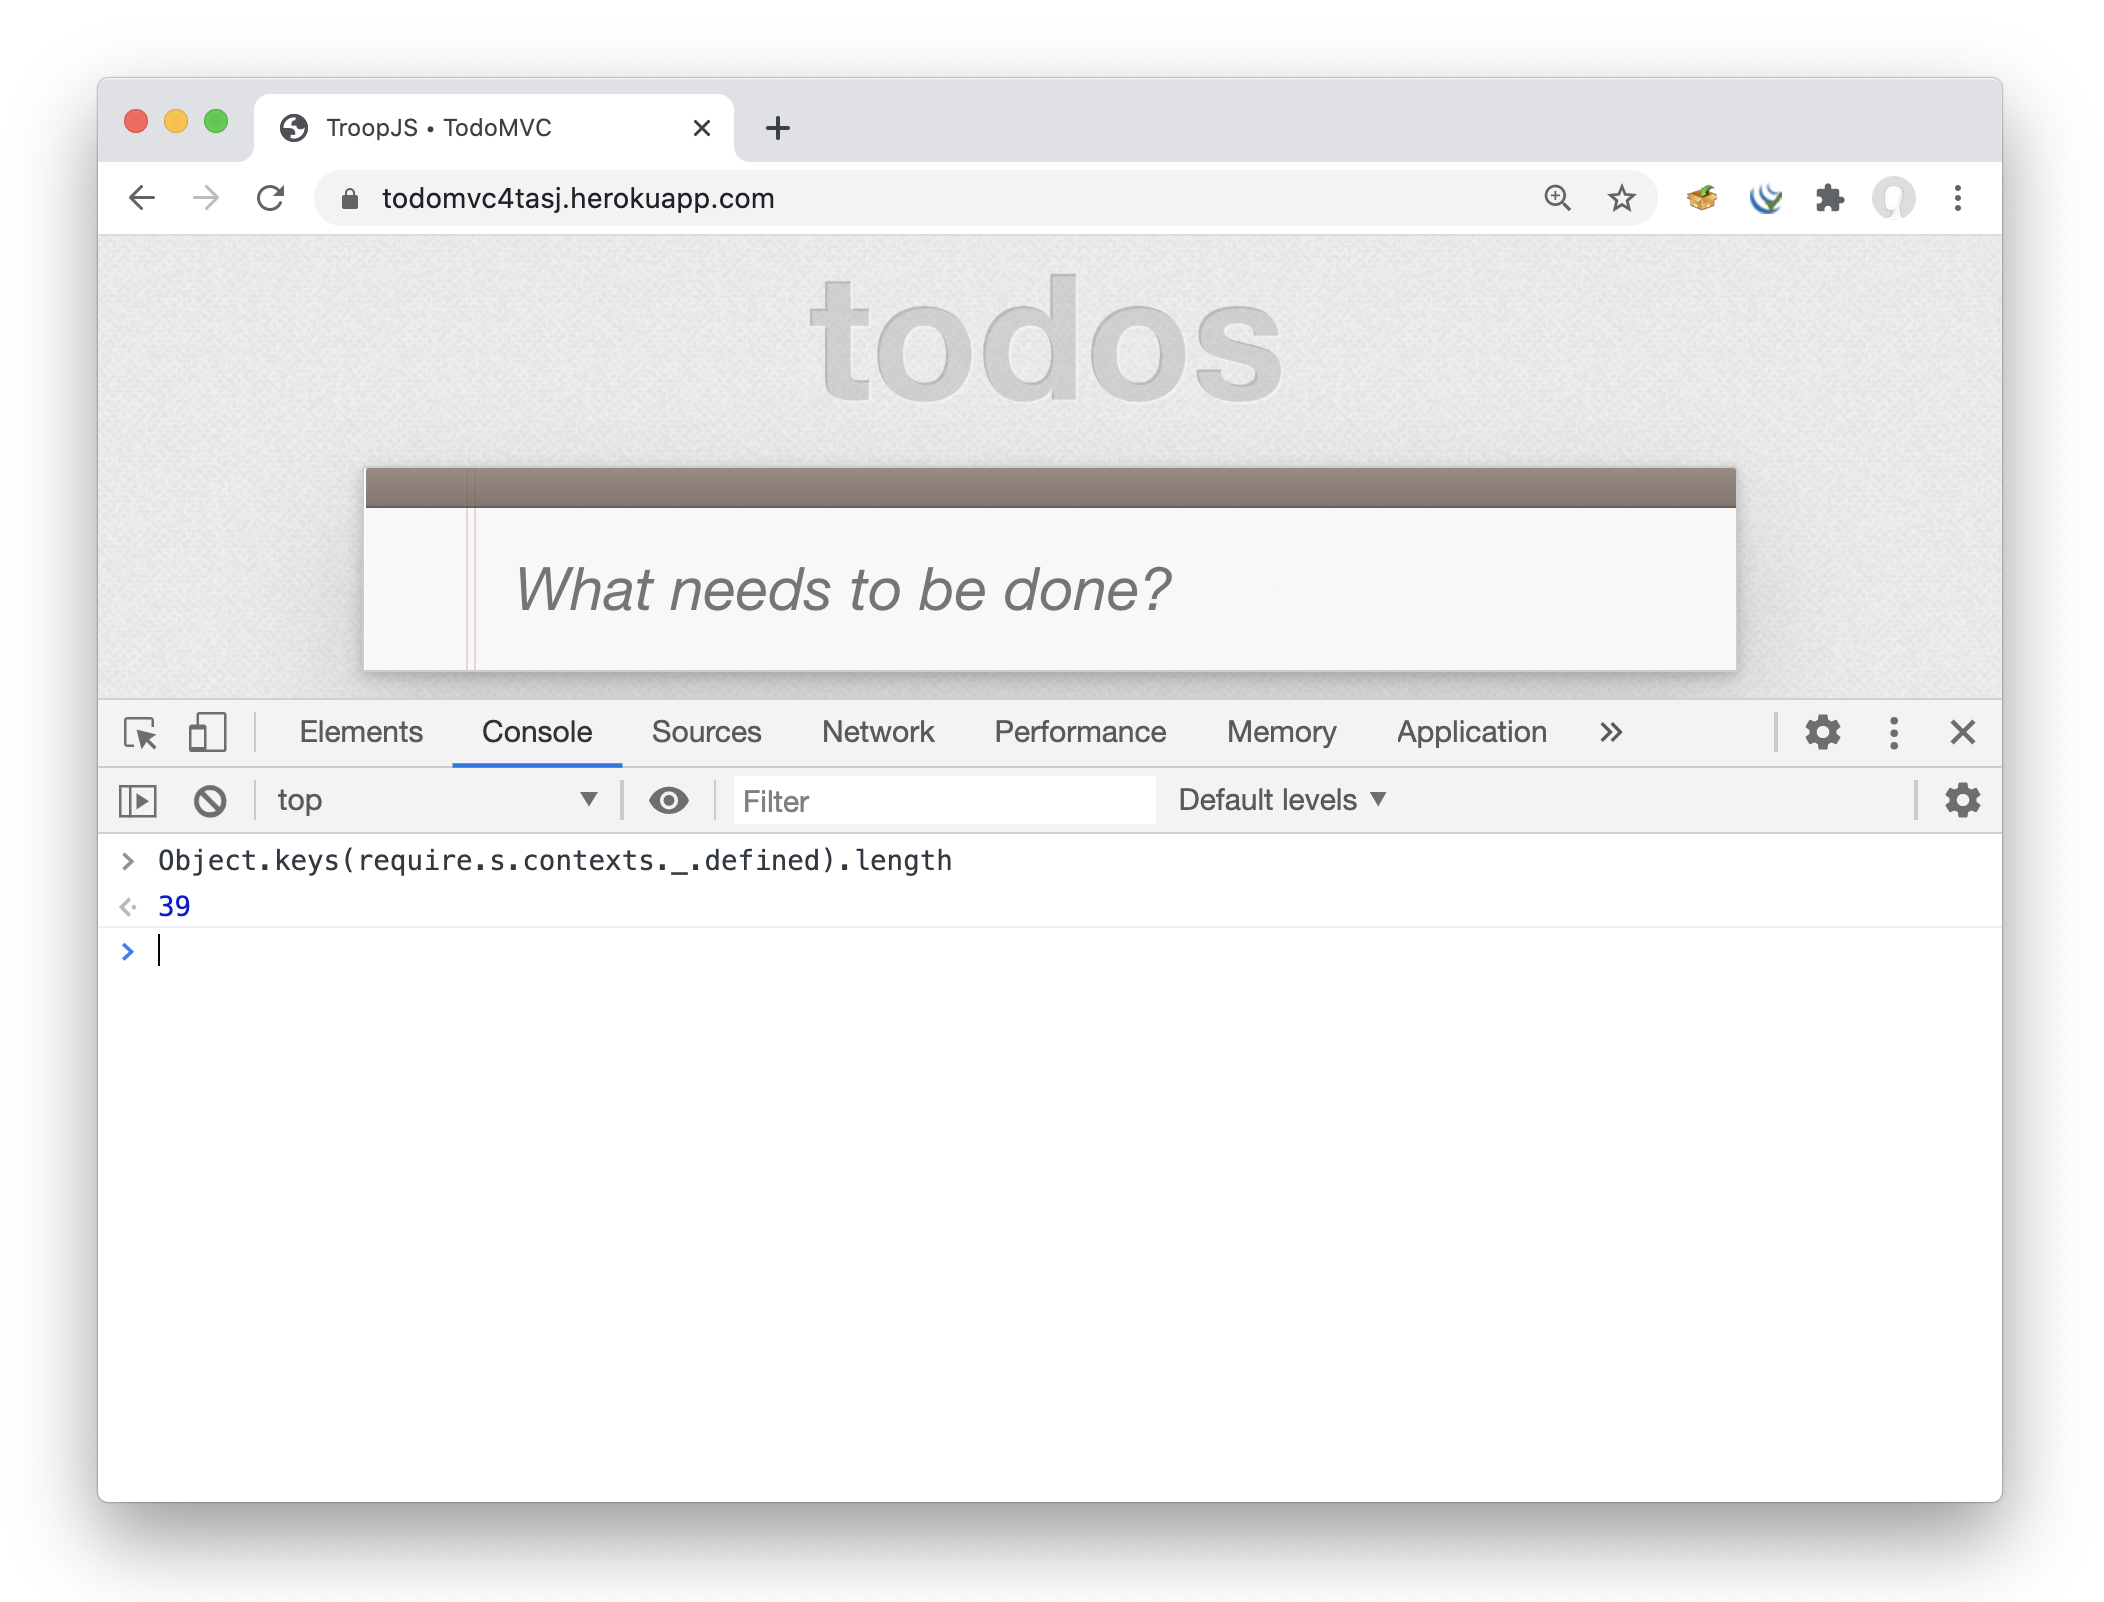 TroopJS • TodoMVC
todomvc4tasj.herokuapp.com
todos
What needs to be done?
Elements Console Sources Network Performance Memory Application
top Filter Default levels
Object.keys(require.s.contexts._.defined).length
39